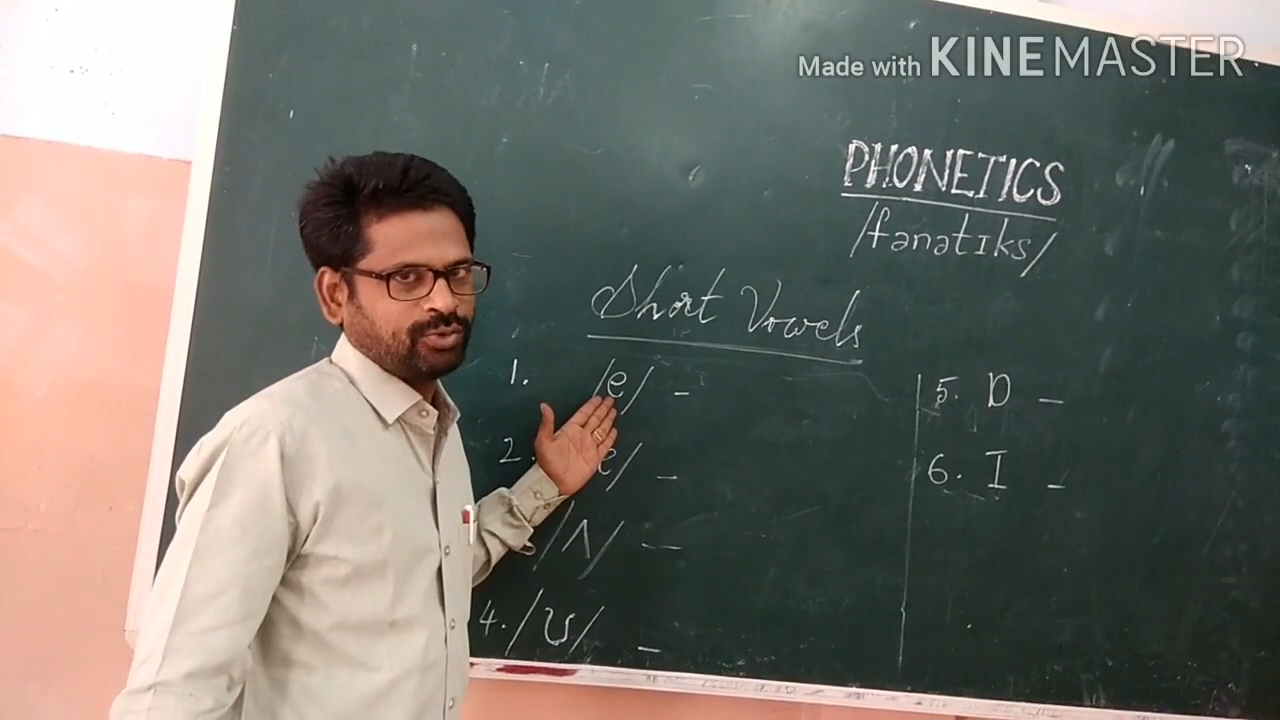 Made with KINEMASTER
PHONETICS
/fənətɪks/
Short Vowels
1. /e/ -
2. e/ -
/ʌ/ -
4. /ʊ/ -
5. D -
6. I -